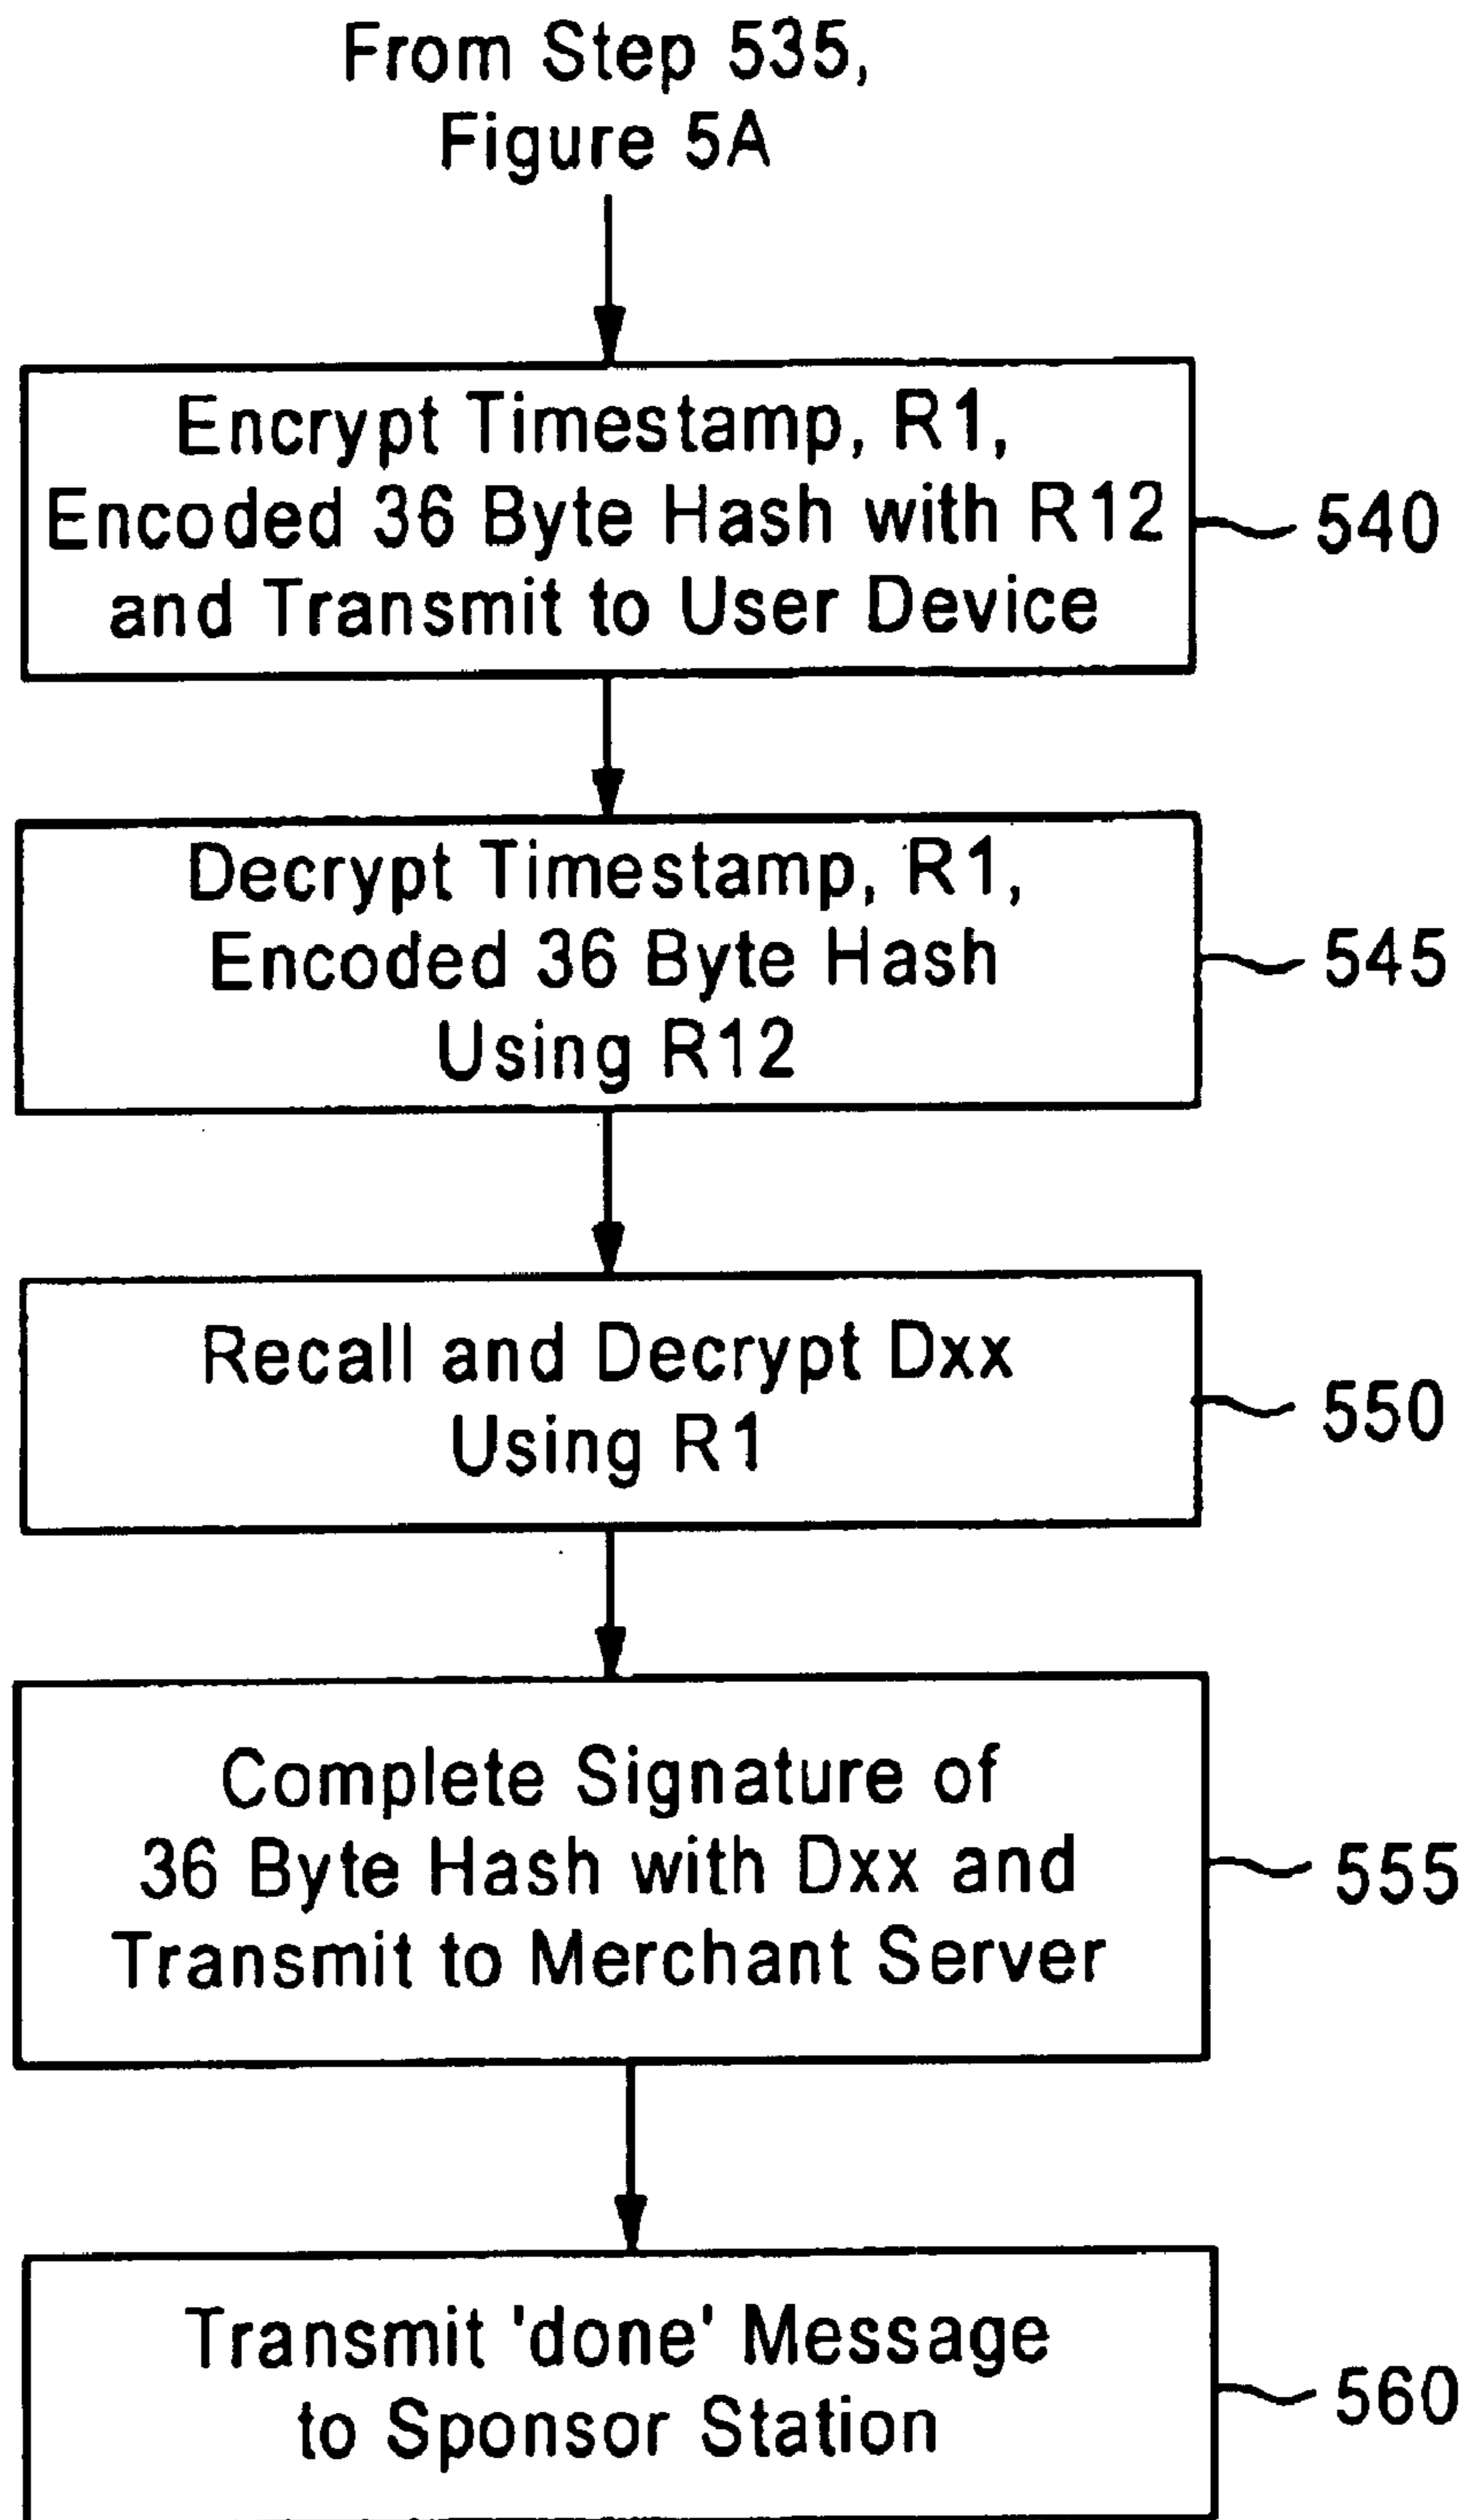 From Step 535,
Figure 5A
Encrypt Timestamp, R1,
Encoded 36 Byte Hash with R12
and Transmit to User Device
540
Decrypt Timestamp, R1,
Encoded 36 Byte Hash
Using R12
545
Recall and Decrypt Dxx
Using R1
550
Complete Signature of
36 Byte Hash with Dxx and
Transmit to Merchant Server
555
Transmit 'done' Message
to Sponsor Station
560